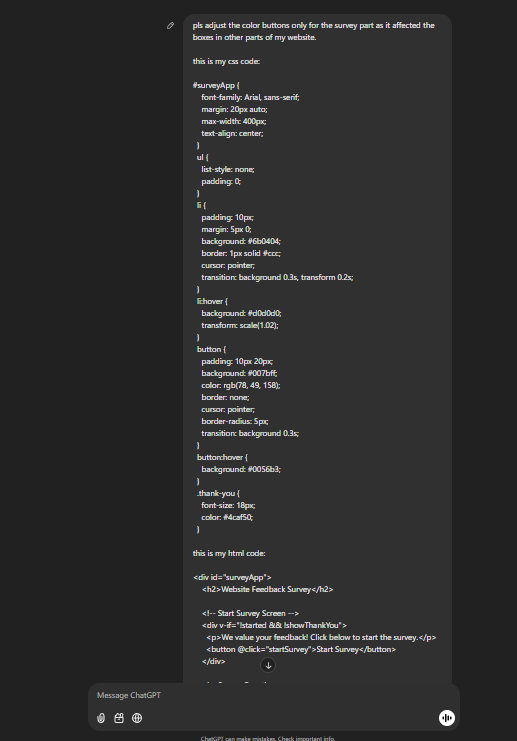 pls adjust the color buttons only for the survey part as it affected the
boxes in other parts of my website.
this is my css code:
#surveyApp {
font-family: Arial, sans-serif;
margin: 20px auto;
max-width: 400px;
text-align: center;
}
ul {
list-style: none;
padding: 0;
}
li {
padding: 10px;
margin: 5px 0;
background: #6b0404;
border: 1px solid #ccc;
cursor: pointer;
transition: background 0.3s, transform 0.2s;
}
li:hover {
background: #d0d0d0;
transform: scale(1.02);
}
button {
padding: 10px 20px;
background: #007bff;
color: rgb(78, 49, 158);
border: none;
cursor: pointer;
border-radius: 5px;
transition: background 0.3s;
}
button:hover {
background: #0056b3;
}
.thank-you {
font-size: 18px;
color: #4caf50;
}
this is my html code:
<div id="surveyApp">
<h2>Website Feedback Survey</h2>
<!-- Start Survey Screen -->
<div v-if="!started && !showThankYou">
<p>We value your feedback! Click below to start the survey.</p>
<button @click="startSurvey">Start Survey</button>
</div>
Message ChatGPT
ChatGPT can make mistakes. Check important info.